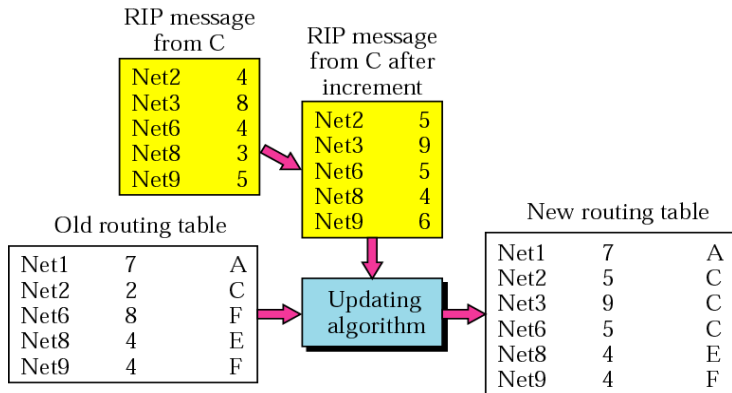 RIP message
from C
Net2 4
Net3 8
Net6 4
Net8 3
Net9 5
RIP message
from C after
increment
Net2 5
Net3 9
Net6 5
Net8 4
Net9 6
Old routing table
Net1 7 A
Net2 2 C
Net6 8 F
Net8 4 E
Net9 4 F
Updating
algorithm
New routing table
Net1 7 A
Net2 5 C
Net3 9 C
Net6 5 C
Net8 4 E
Net9 4 F